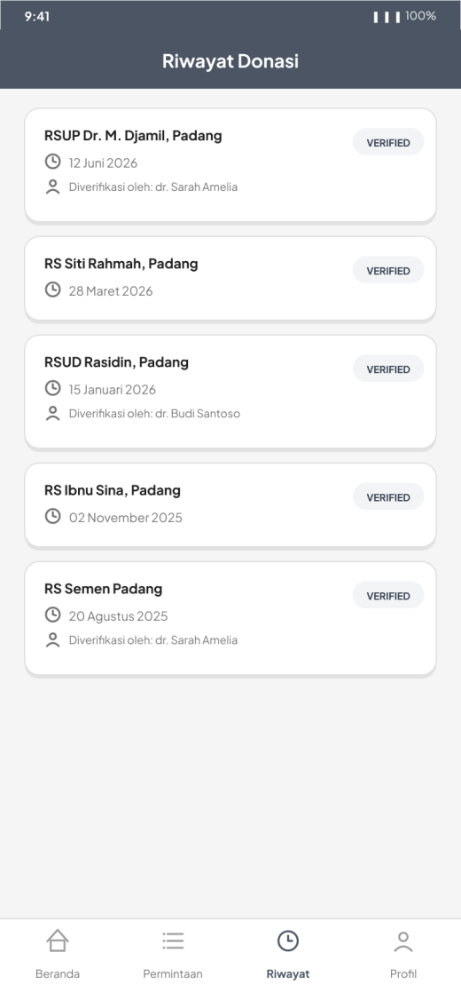 9:41
100%
Riwayat Donasi
RSUP Dr. M. Djamil, Padang
VERIFIED
12 Juni 2026
Diverifikasi oleh: dr. Sarah Amelia
RS Siti Rahmah, Padang
VERIFIED
28 Maret 2026
RSUD Rasidin, Padang
VERIFIED
15 Januari 2026
Diverifikasi oleh: dr. Budi Santoso
RS Ibnu Sina, Padang
VERIFIED
02 November 2025
RS Semen Padang
VERIFIED
20 Agustus 2025
Diverifikasi oleh: dr. Sarah Amelia
Beranda
Permintaan
Riwayat
Profil